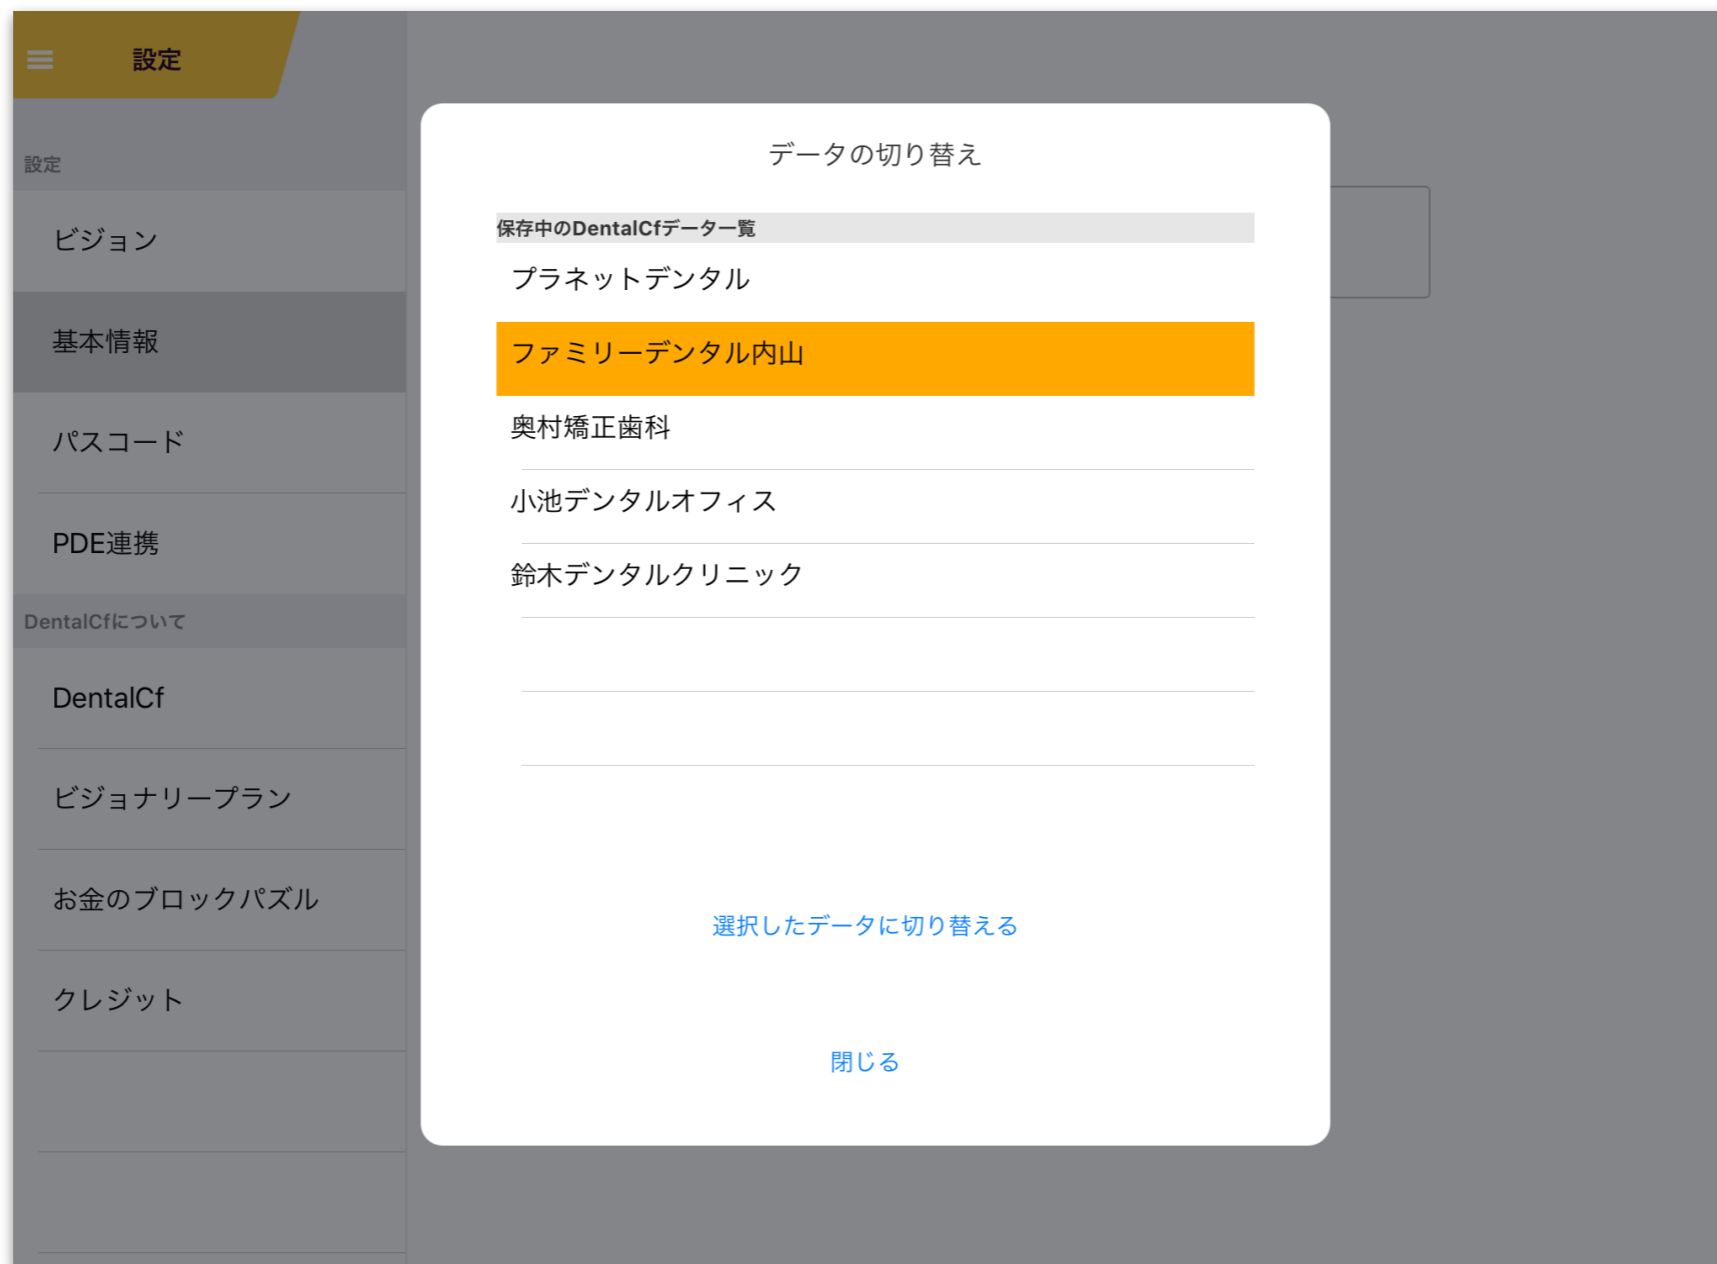 設定
設定
ビジョン
基本情報
パスコード
PDE連携
DentalCfについて
DentalCf
ビジョナリープラン
お金のブロックパズル
クレジット
データの切り替え
保存中のDentalCfデータ一覧
プラネットデンタル
ファミリーデンタル内山
奥村矯正歯科
小池デンタルオフィス
鈴木デンタルクリニック
選択したデータに切り替える
閉じる